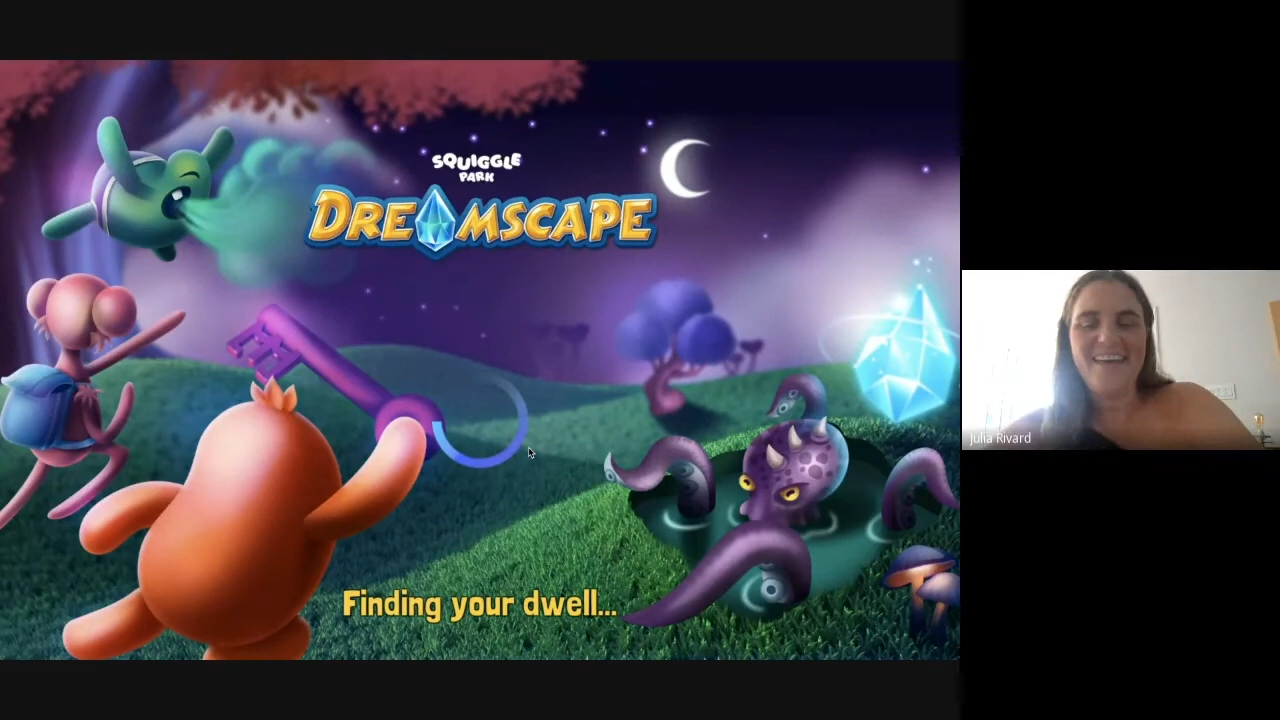 SQUIGGLE
PARK
DREAMSCAPE
Finding your dwell...
Julia Rivard